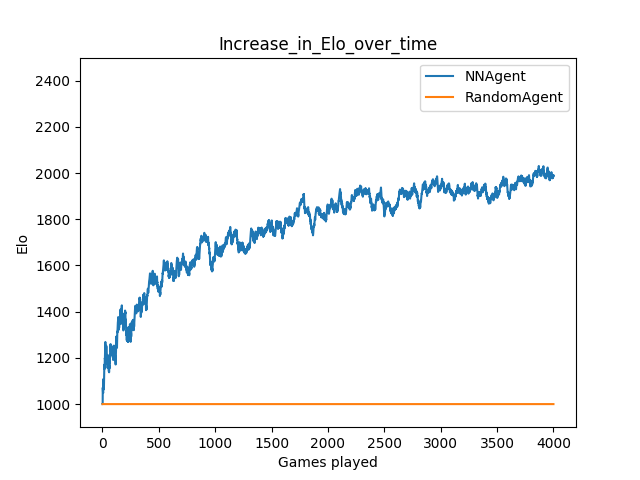 Increase_in_Elo_over_time
NNAgent
RandomAgent
2400
2200
2000
1800
1600
1400
1200
1000
Elo
0 500 1000 1500 2000 2500 3000 3500 4000
Games played